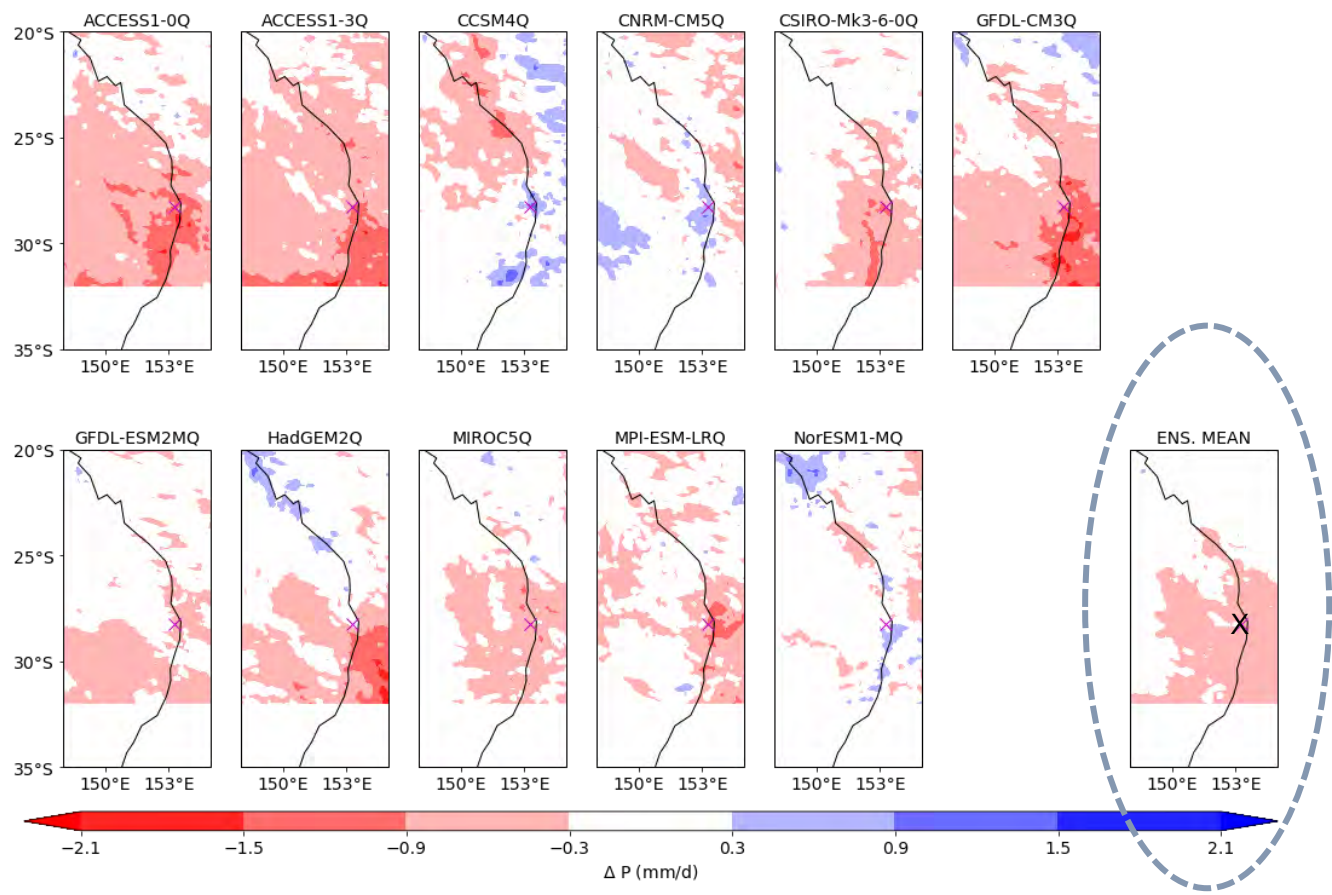 ACCESS1-0Q ACCESS1-3Q CCSM4Q CNRM-CM5Q CSIRO-Mk3-6-0Q GFDL-CM3Q
20°S
25°S
30°S
35°S
150°E 153°E 150°E 153°E 150°E 153°E 150°E 153°E 150°E 153°E 150°E 153°E
GFDL-ESM2MQ HadGEM2Q MIROC5Q MPI-ESM-LRQ NorESM1-MQ ENS. MEAN
20°S
25°S
X
30°S
35°S
150°E 153°E 150°E 153°E 150°E 153°E 150°E 153°E 150°E 153°E 150°E 153°E
−2.1 −1.5 −0.9 −0.3 0.3 0.9 1.5 2.1
Δ P (mm/d)